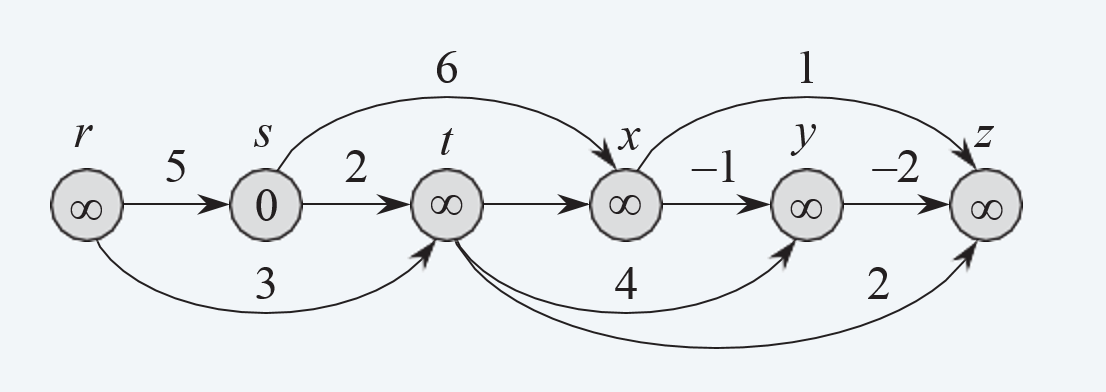 6 1
r s t x y z
5 2 −1 −2
∞ 0 ∞ ∞ ∞ ∞
3 4 2